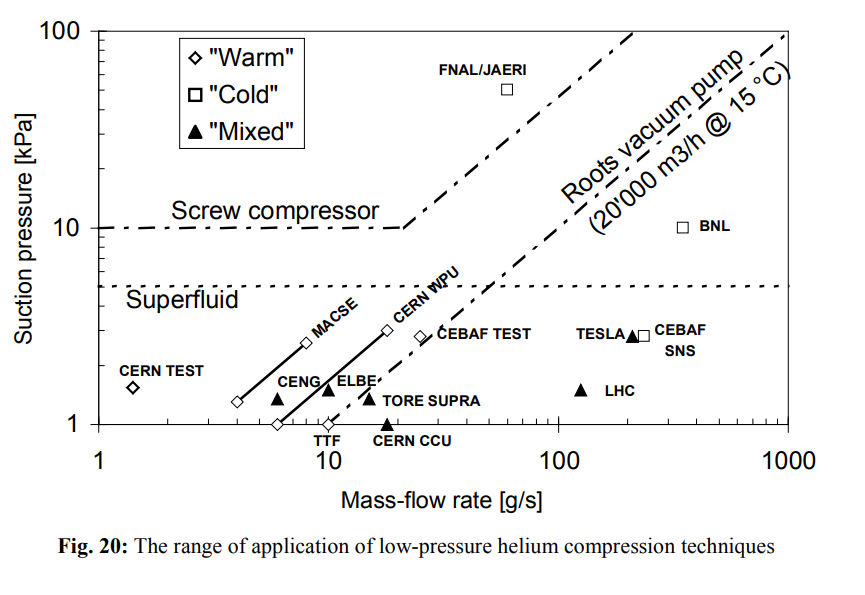 100
"Warm"
"Cold"
"Mixed"
FNAL/JAERI
Roots vacuum pump
(20'000 m3/h @ 15 °C)
Suction pressure [kPa]
Screw compressor
10
BNL
Superfluid
MACSE
CERN WPU
CEBAF TEST
TESLA
CEBAF
SNS
CERN TEST
CENG
ELBE
TORE SUPRA
LHC
1
TTF
CERN CCU
1
10
100
1000
Mass-flow rate [g/s]
Fig. 20: The range of application of low-pressure helium compression techniques